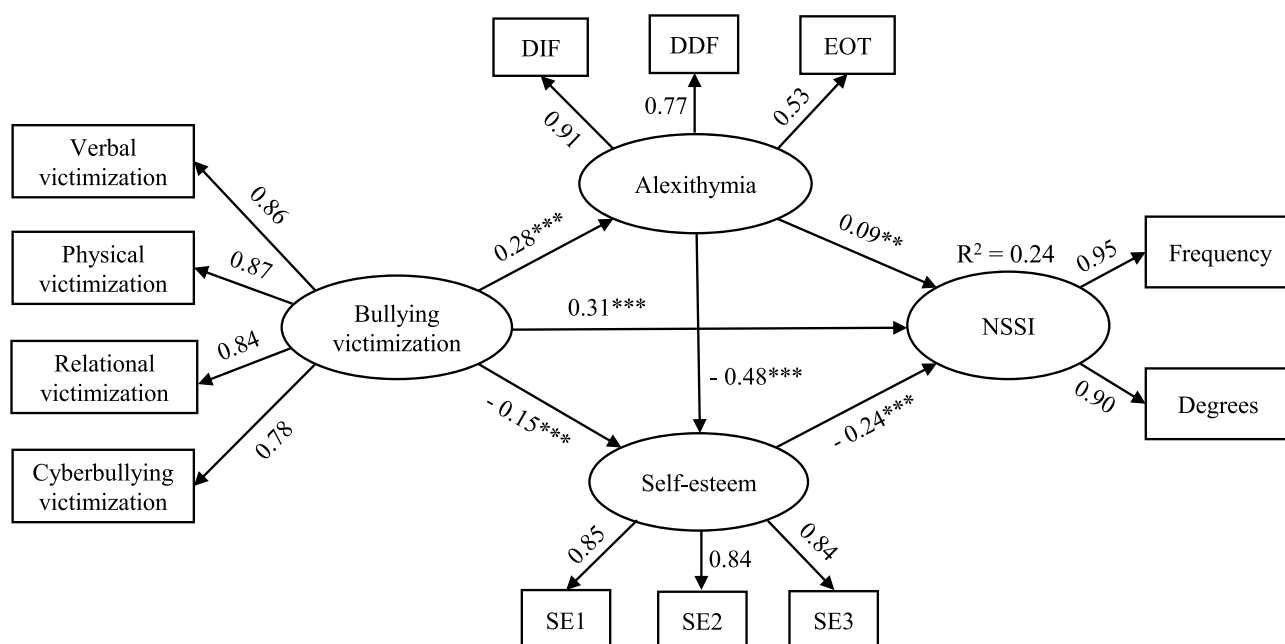 DIF
DDF
EOT
0.91
0.77
0.53
Verbal
victimization
Alexithymia
0.86
0.28***
0.09**
Physical
victimization
0.87
R² = 0.24
0.95
Frequency
Bullying
victimization
0.31***
NSSI
Relational
victimization
0.84
- 0.48***
0.90
Degrees
- 0.15***
- 0.24***
0.78
Cyberbullying
victimization
Self-esteem
0.85
0.84
0.84
SE1
SE2
SE3